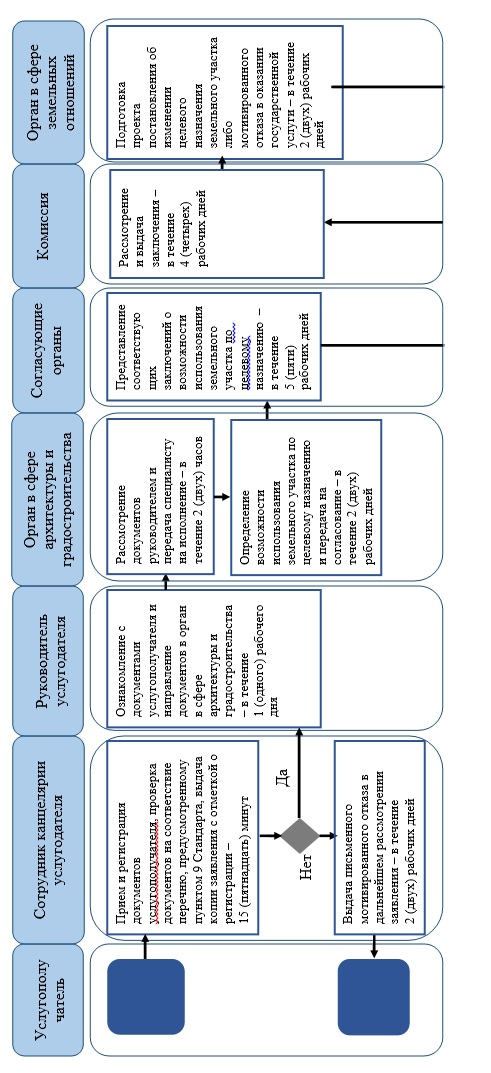 Услугополу
чатель
Сотрудник канцелярии
услугодателя
Руководитель
услугодателя
Орган в сфере
архитектуры и
градостроительства
Согласующие
органы
Комиссия
Орган в сфере
земельных
отношений
Прием и регистрация
документов
услугополучателя, проверка
документов на соответствие
перечню, предусмотренному
пунктом 9 Стандарта, выдача
копии заявления с отметкой о
регистрации –
15 (пятнадцать) минут
Да
Нет
Выдача письменного
мотивированного отказа в
дальнейшем рассмотрении
заявления – в течение
2 (двух) рабочих дней
Ознакомление с
документами
услугополучателя и
направление
документов в орган
в сфере
архитектуры и
градостроительства
– в течение
1 (одного) рабочего
дня
Рассмотрение
документов
руководителем и
передача специалисту
на исполнение – в
течение 2 (двух) часов
Определение
возможности
использования
земельного участка по
целевому назначению
и передача на
согласование – в
течение 2 (двух)
рабочих дней
Представление
соответствую
щих
заключений о
возможности
использования
земельного
участка по
целевому
назначению –
в течение
5 (пяти)
рабочих дней
Рассмотрение
и выдача
заключения –
в течение
4 (четырех)
рабочих дней
Подготовка
проекта
постановления об
изменении
целевого
назначения
земельного участка
либо
мотивированного
отказа в оказании
государственной
услуги – в течение
2 (двух) рабочих
дней